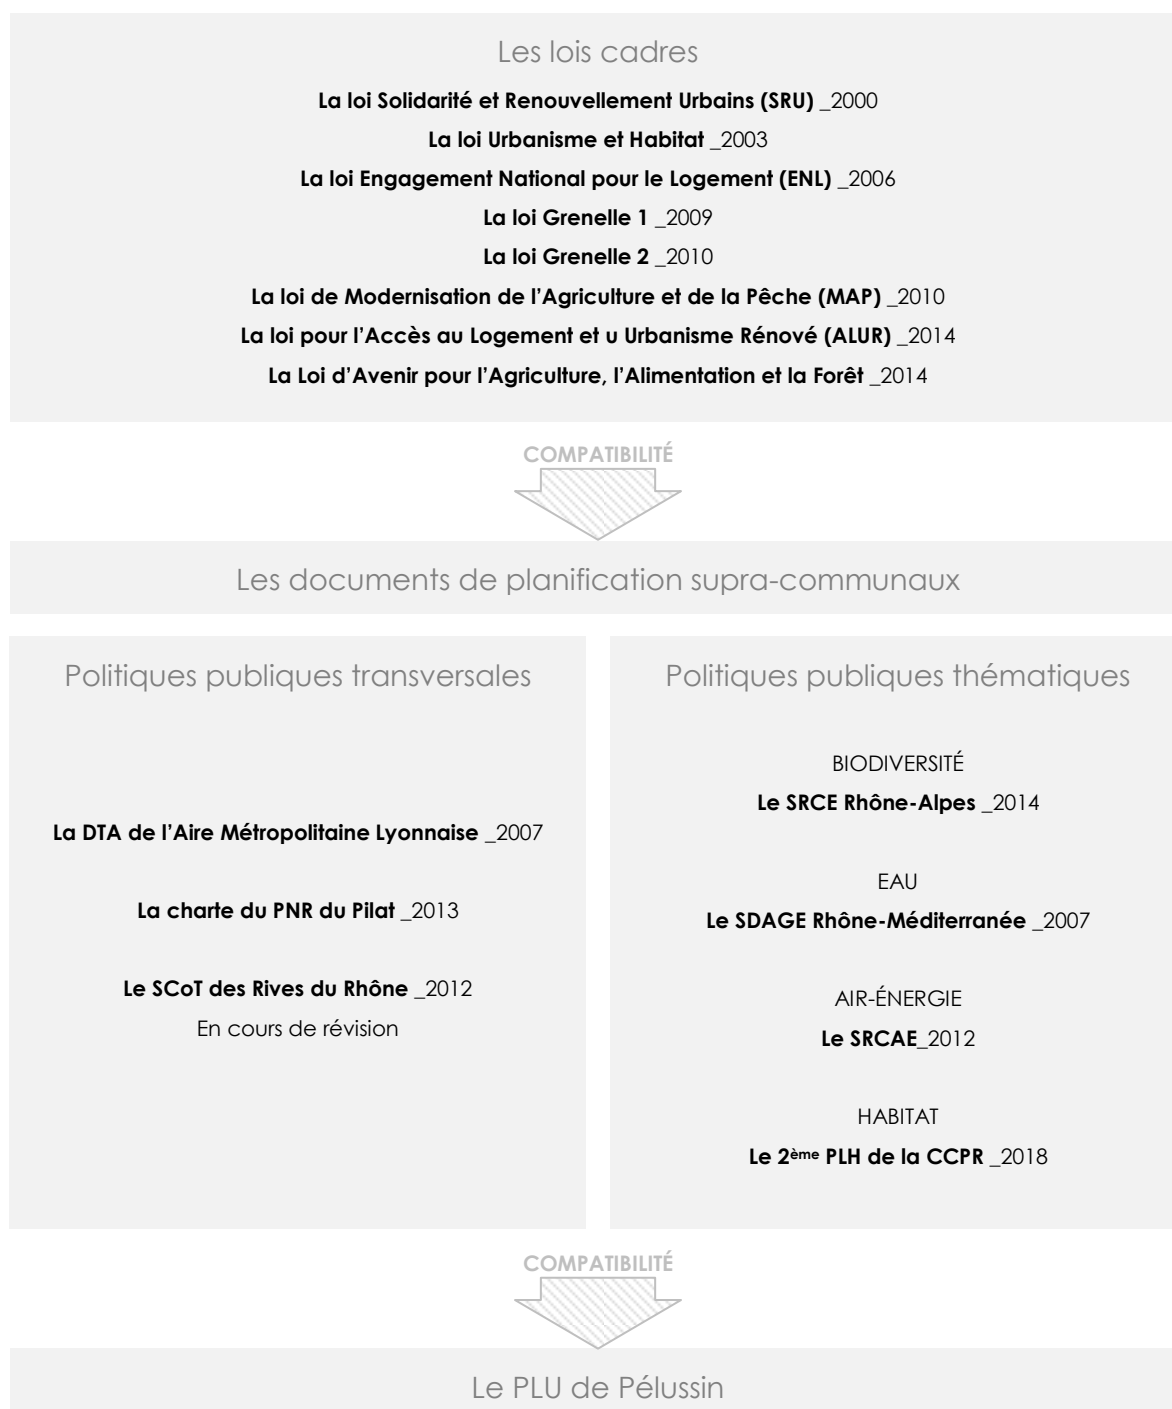 Les lois cadres
La loi Solidarité et Renouvellement Urbains (SRU) _2000
La loi Urbanisme et Habitat _2003
La loi Engagement National pour le Logement (ENL) _2006
La loi Grenelle 1 _2009
La loi Grenelle 2 _2010
La loi de Modernisation de l’Agriculture et de la Pêche (MAP) _2010
La loi pour l’Accès au Logement et u Urbanisme Rénové (ALUR) _2014
La Loi d’Avenir pour l’Agriculture, l’Alimentation et la Forêt _2014
COMPATIBILITÉ
Les documents de planification supra-communaux
Politiques publiques transversales
La DTA de l’Aire Métropolitaine Lyonnaise _2007
La charte du PNR du Pilat _2013
Le SCoT des Rives du Rhône _2012
En cours de révision
Politiques publiques thématiques
BIODIVERSITÉ
Le SRCE Rhône-Alpes _2014
EAU
Le SDAGE Rhône-Méditerranée _2007
AIR-ÉNERGIE
Le SRCAE_2012
HABITAT
Le 2ème PLH de la CCPR _2018
COMPATIBILITÉ
Le PLU de Pélussin